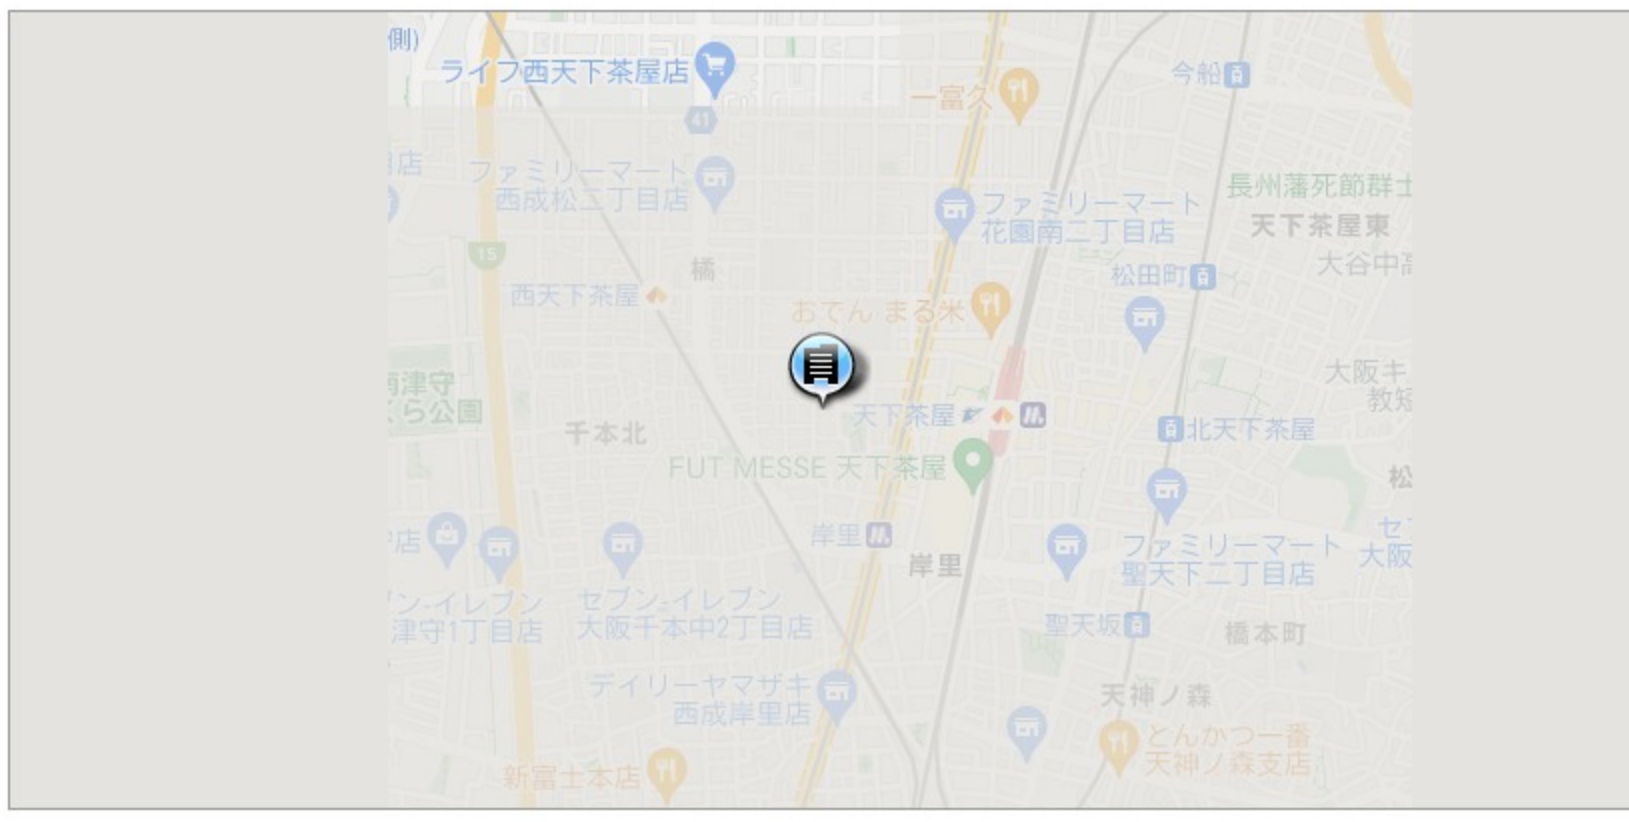 側)
ライフ西天下茶屋店
一富久
今船
41
店
ファミリーマート
西成松二丁目店
ファミリーマート
花園南二丁目店
長州藩死節群士
天下茶屋東
大谷中高
15
橘
松田町
西天下茶屋
おでん まる米
南津守
くら公園
大阪キ
教短
千本北
天下茶屋
北天下茶屋
FUT MESSE 天下茶屋
松
店
岸里
岸里
ファミリーマート
聖天下二丁目店
セブ
大阪
ン-イレブン
津守1丁目店
セブン-イレブン
大阪千本中2丁目店
聖天坂
橋本町
デイリーヤマザキ
西成岸里店
天神ノ森
とんかつ一番
天神ノ森支店
新富士本店